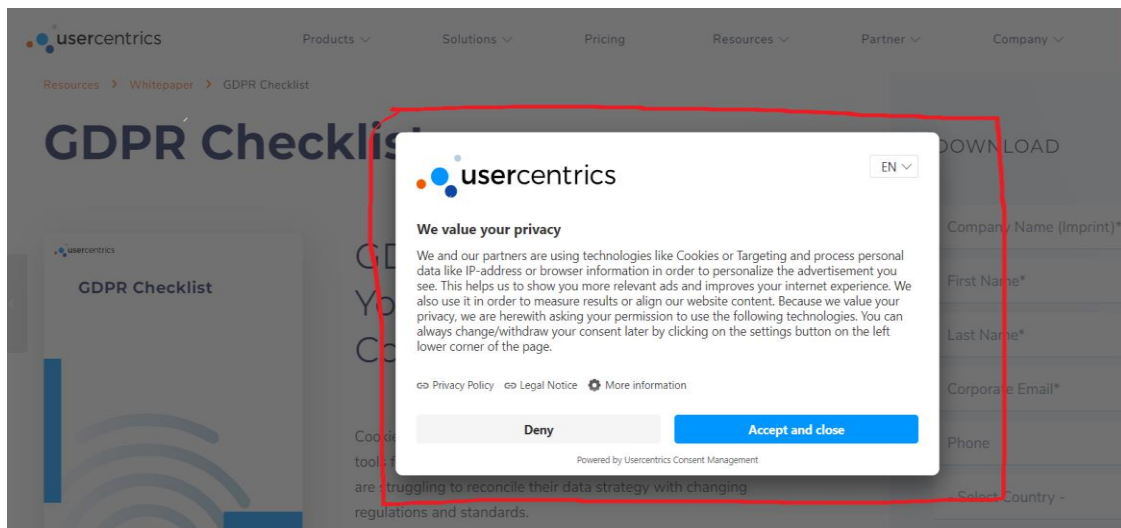 usercentrics
Products Solutions Pricing Resources Partner Company
Resources > Whitepaper > GDPR Checklist
GDPR Checklis
DOWNLOAD
usercentrics
EN
We value your privacy
We and our partners are using technologies like Cookies or Targeting and process personal
data like IP-address or browser information in order to personalize the advertisement you
see. This helps us to show you more relevant ads and improves your internet experience. We
also use it in order to measure results or align our website content. Because we value your
privacy, we are herewith asking your permission to use the following technologies. You can
always change/withdraw your consent later by clicking on the settings button on the left
lower corner of the page.
Privacy Policy Legal Notice More information
Deny Accept and close
Powered by Usercentrics Consent Management
usercentrics
GDPR Checklist
GD
Yo
Co
Cookie
tools f
are struggling to reconcile their data strategy with changing
regulations and standards.
Company Name (Imprint)*
First Name*
Last Name*
Corporate Email*
Phone
- Select Country -